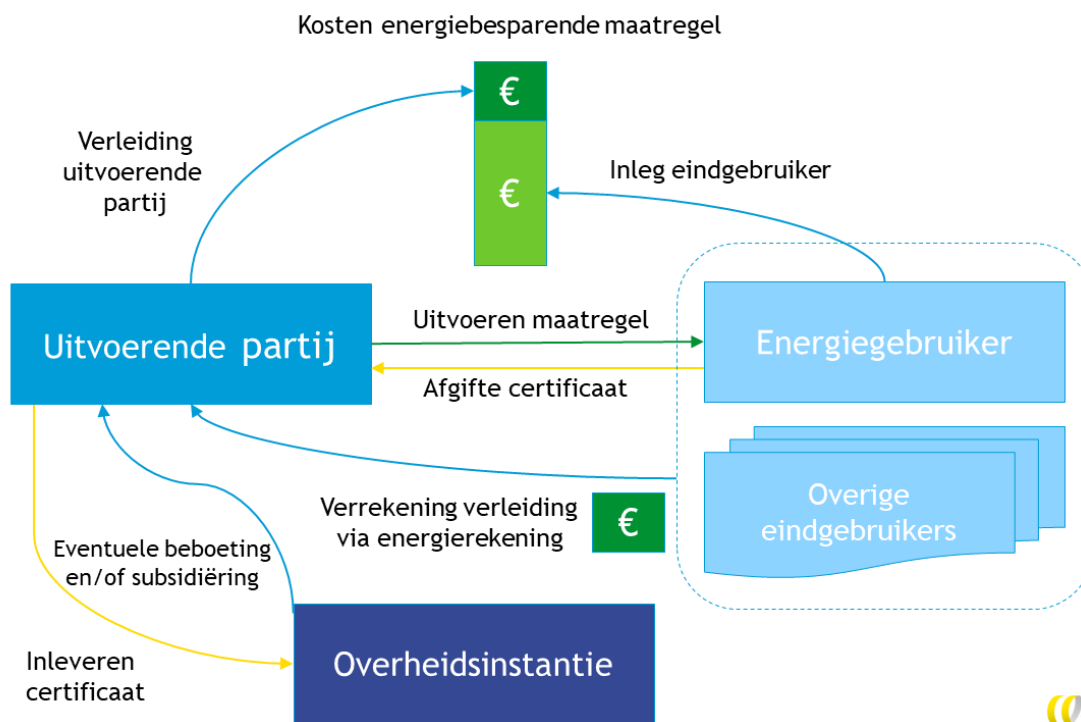 Kosten energiebesparende maatregel
€
Verleiding
uitvoerende
partij
€
Inleg eindgebruiker
Uitvoerende partij
Uitvoeren maatregel
Afgifte certificaat
Energiegebruiker
Verrekening verleiding
via energierekening
€
Overige
eindgebruikers
Eventuele beboeting
en/of subsidiëring
Inleveren
certificaat
Overheidsinstantie